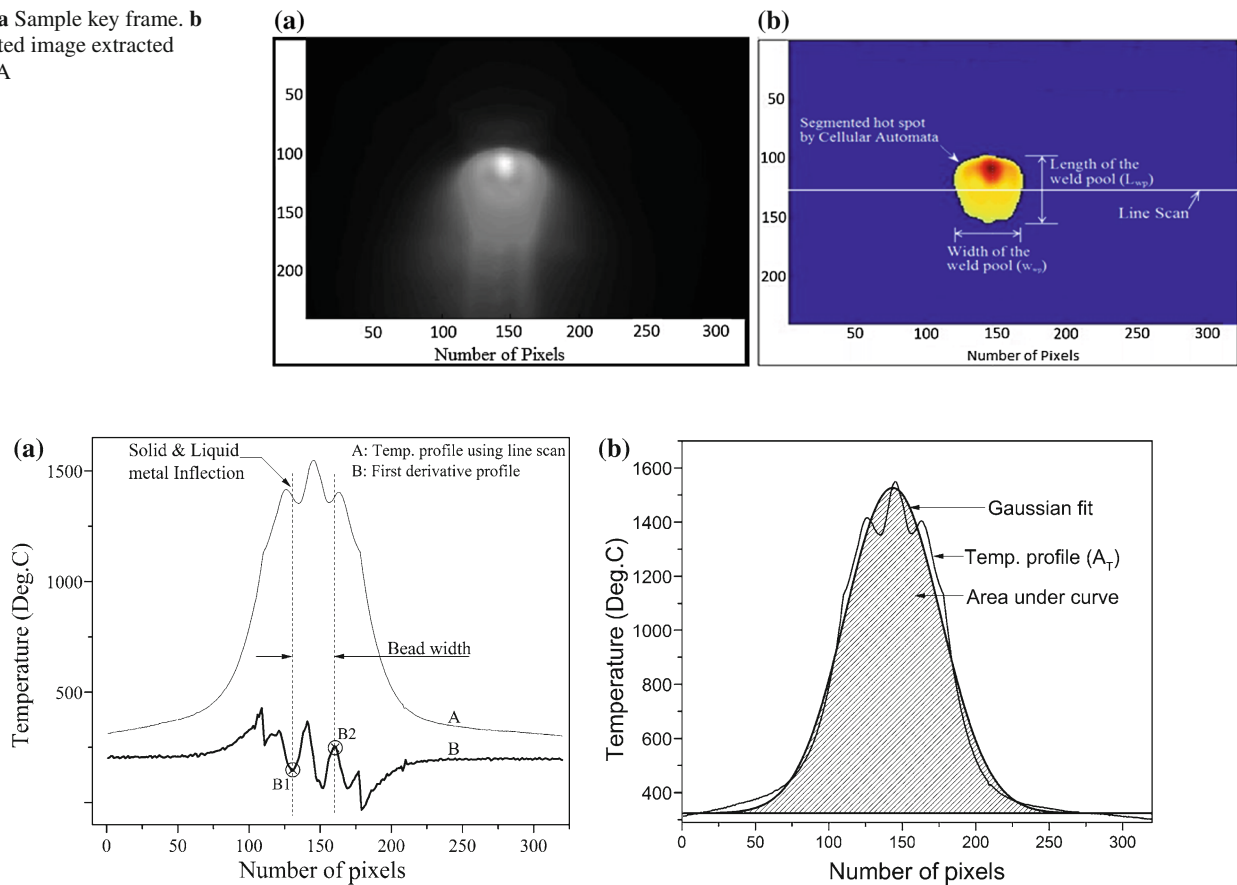 a Sample key frame. b
ted image extracted
A
(a)
50
100
150
200
50 100 150 200 250 300
Number of Pixels
(b)
50
100
150
200
Segmented hot spot
by Cellular Automata
Length of the
weld pool (Lwp)
Line Scan
Width of the
weld pool (wwp)
50 100 150 200 250 300
Number of Pixels
(a)
Temperature (Deg.C)
1500
1000
500
Solid & Liquid
metal Inflection
A: Temp. profile using line scan
B: First derivative profile
Bead width
A
B2
B
B1
0 50 100 150 200 250 300
Number of pixels
(b)
Temperature (Deg.C)
1600
1400
1200
1000
800
600
400
Gaussian fit
Temp. profile (AT)
Area under curve
0 50 100 150 200 250 300
Number of pixels